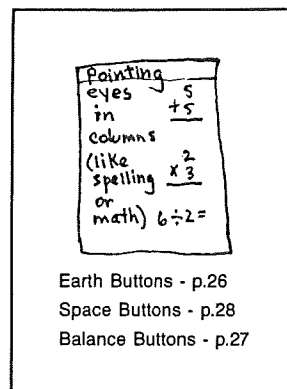 Pointing
eyes 5
in +5
columns
(like 2
spelling x 3
or
math) 6÷2=
Earth Buttons - p.26
Space Buttons - p.28
Balance Buttons - p.27